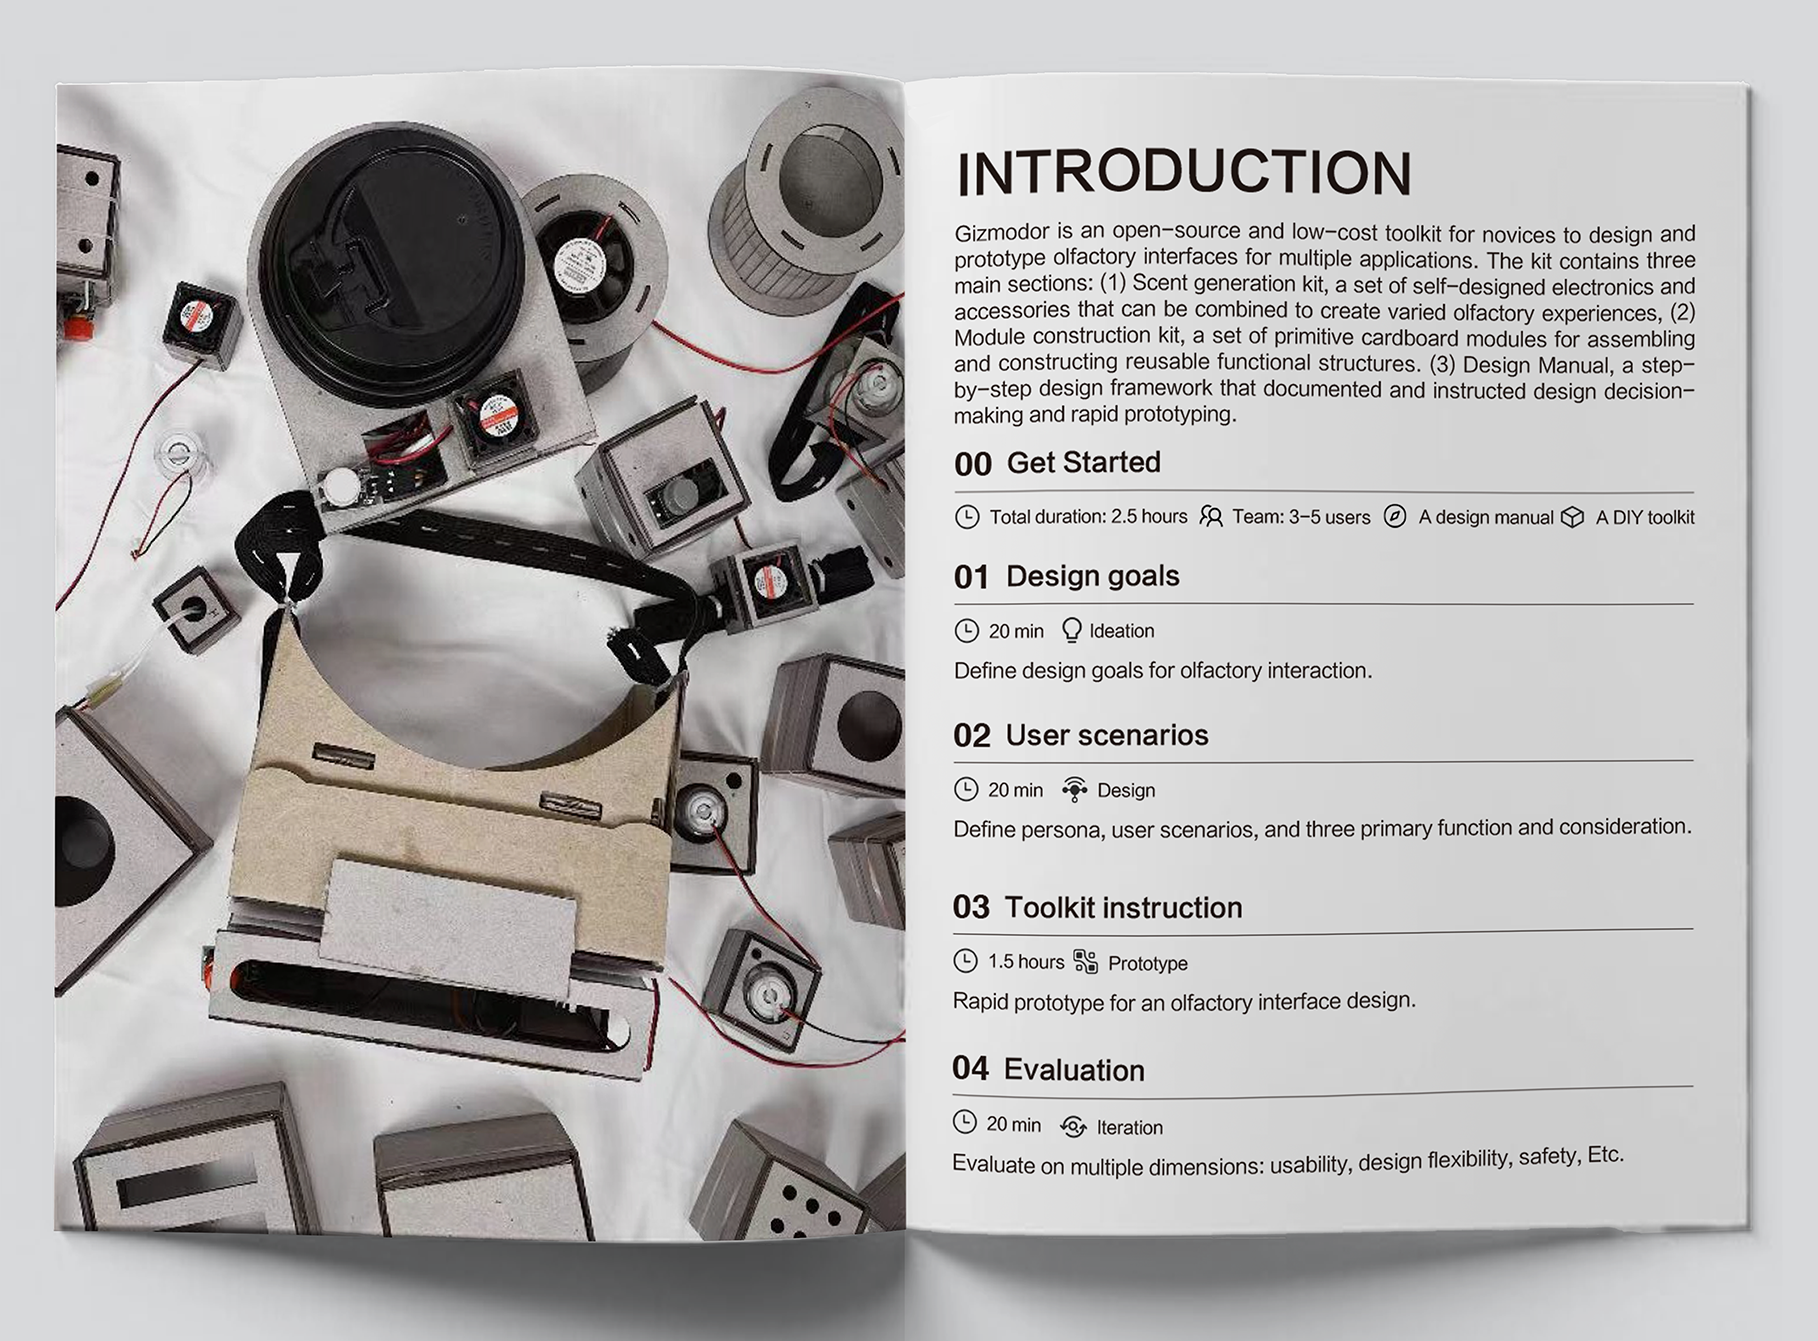 INTRODUCTION
Gizmodor is an open-source and low-cost toolkit for novices to design and
prototype olfactory interfaces for multiple applications. The kit contains three
main sections: (1) Scent generation kit, a set of self-designed electronics and
accessories that can be combined to create varied olfactory experiences, (2)
Module construction kit, a set of primitive cardboard modules for assembling
and constructing reusable functional structures. (3) Design Manual, a step-
by-step design framework that documented and instructed design decision-
making and rapid prototyping.
00 Get Started
Total duration: 2.5 hours Team: 3-5 users A design manual A DIY toolkit
01 Design goals
20 min Ideation
Define design goals for olfactory interaction.
02 User scenarios
20 min Design
Define persona, user scenarios, and three primary function and consideration.
03 Toolkit instruction
1.5 hours Prototype
Rapid prototype for an olfactory interface design.
04 Evaluation
20 min Iteration
Evaluate on multiple dimensions: usability, design flexibility, safety, Etc.